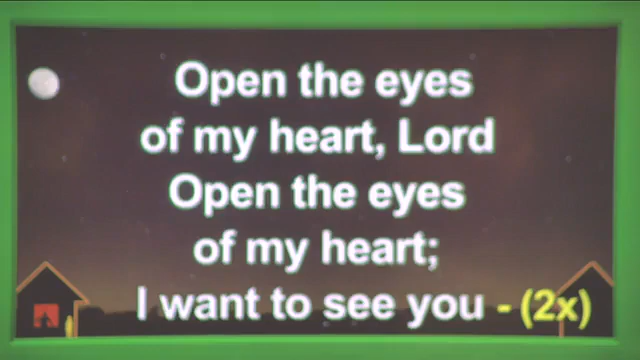 Open the eyes
of my heart, Lord
Open the eyes
of my heart;
I want to see you - (2x)